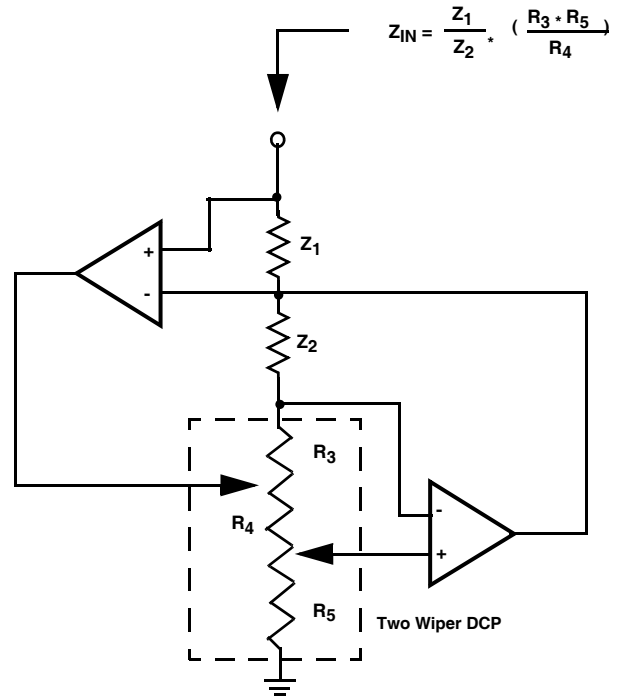 Z1 R3 * R5
ZIN = Z2 * ( R4 )
+
-
Z1
Z2
R3
R4
-
+
R5
Two Wiper DCP